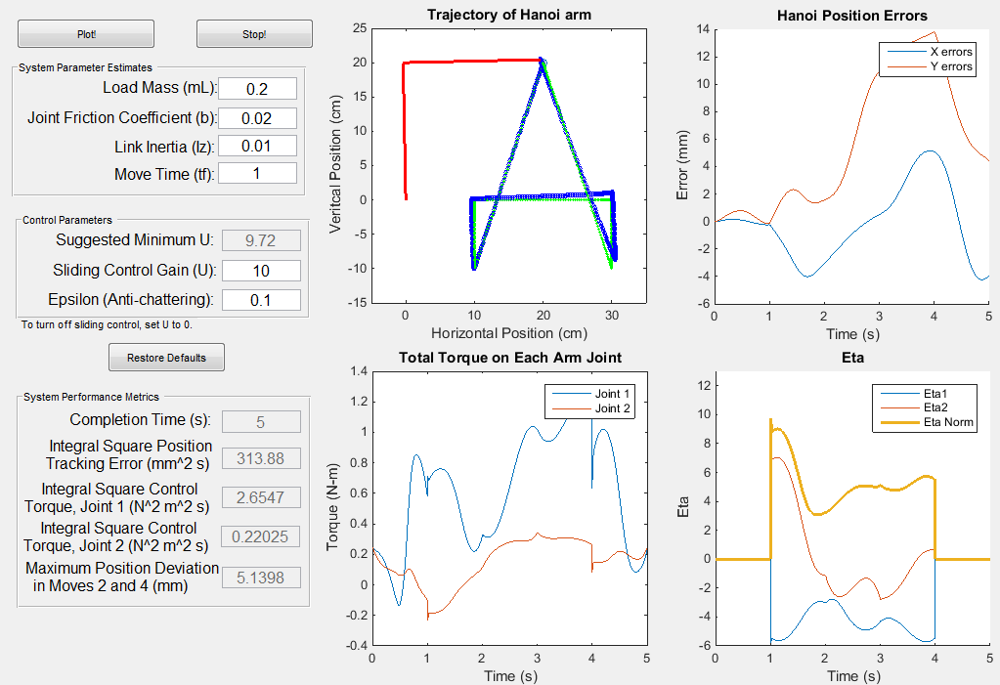 Plot!
Stop!
System Parameter Estimates
Load Mass (mL): 0.2
Joint Friction Coefficient (b): 0.02
Link Inertia (Iz): 0.01
Move Time (tf): 1
Control Parameters
Suggested Minimum U: 9.72
Sliding Control Gain (U): 10
Epsilon (Anti-chattering): 0.1
To turn off sliding control, set U to 0.
Restore Defaults
System Performance Metrics
Completion Time (s): 5
Integral Square Position
Tracking Error (mm^2 s) 313.88
Integral Square Control
Torque, Joint 1 (N^2 m^2 s) 2.6547
Integral Square Control
Torque, Joint 2 (N^2 m^2 s) 0.22025
Maximum Position Deviation
in Moves 2 and 4 (mm) 5.1398
Trajectory of Hanoi arm
Veritcal Position (cm)
25
20
15
10
5
0
-5
-10
-15
0 10 20 30
Horizontal Position (cm)
Hanoi Position Errors
X errors
Y errors
Error (mm)
14
12
10
8
6
4
2
0
-2
-4
-6
0 1 2 3 4 5
Time (s)
Total Torque on Each Arm Joint
Joint 1
Joint 2
Torque (N-m)
1.4
1.2
1
0.8
0.6
0.4
0.2
0
-0.2
-0.4
0 1 2 3 4 5
Time (s)
Eta
Eta1
Eta2
Eta Norm
Eta
12
10
8
6
4
2
0
-2
-4
-6
0 1 2 3 4 5
Time (s)